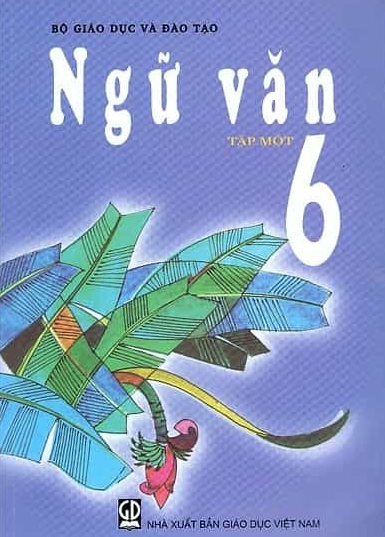 BỘ GIÁO DỤC VÀ ĐÀO TẠO
Ngữ văn
TẬP MỘT
6
GD
NHÀ XUẤT BẢN GIÁO DỤC VIỆT NAM